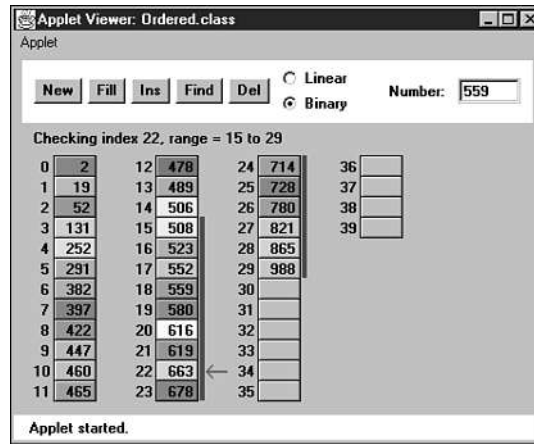 Applet Viewer: Ordered.class
Applet
New Fill Ins Find Del Linear Binary Number: 559
Checking index 22, range = 15 to 29
0 2 12 478 24 714 36
1 19 13 489 25 728 37
2 52 14 506 26 780 38
3 131 15 508 27 821 39
4 252 16 523 28 865
5 291 17 552 29 988
6 382 18 559 30
7 397 19 580 31
8 422 20 616 32
9 447 21 619 33
10 460 22 663 34
11 465 23 678 35
Applet started.